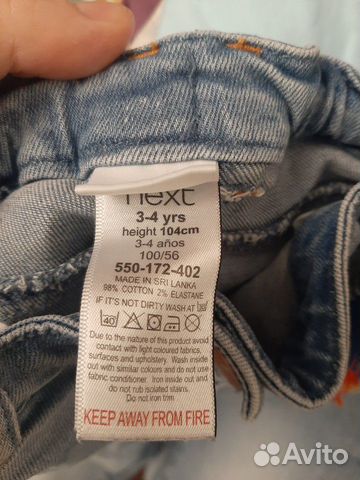 next
3-4 yrs
height 104cm
3-4 años
100/56
550-172-402
MADE IN SRI LANKA
98% COTTON 2% ELASTANE
IF IT'S NOT DIRTY WASH AT
40
Due to the nature of this product avoid
contact with light coloured fabrics,
surfaces and upholstery. Wash inside
out with similar colours and do not use
fabric conditioner. Iron inside out and
do not rub isolated stains.
Do not iron trim
KEEP AWAY FROM FIRE
Avito